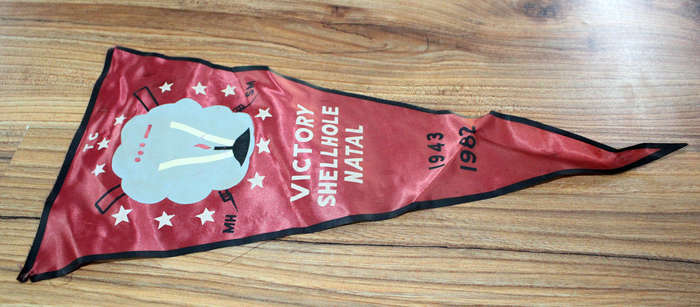 TC
MH
VICTORY
SHELLHOLE
NATAL
1943
1982